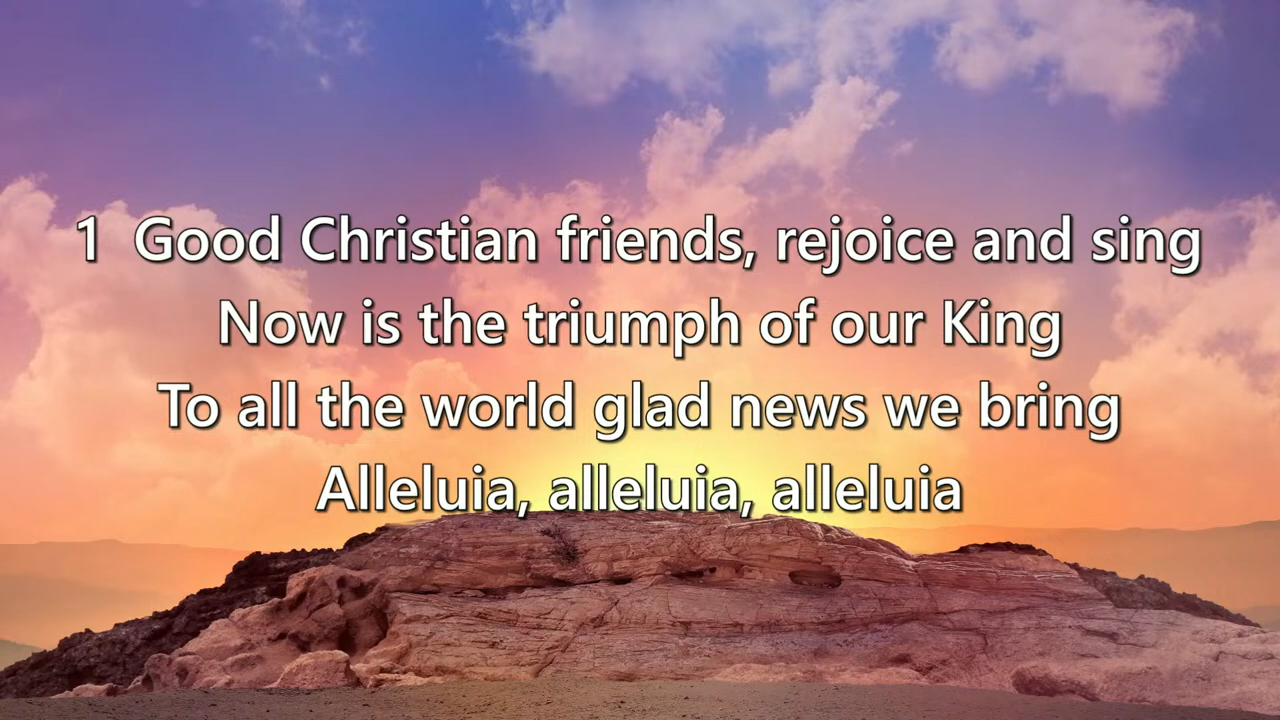 1 Good Christian friends, rejoice and sing
Now is the triumph of our King
To all the world glad news we bring
Alleluia, alleluia, alleluia